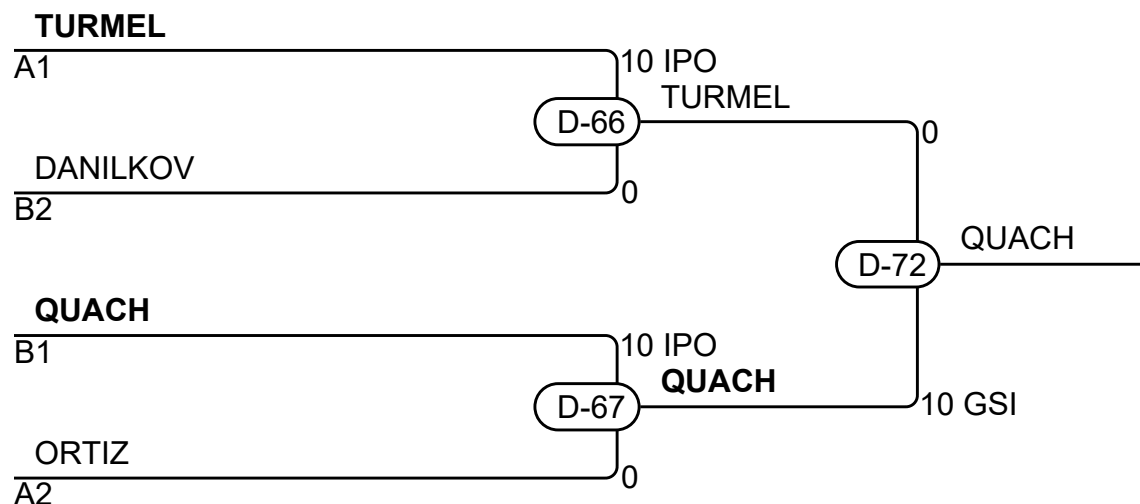 TURMEL
A1
10 IPO
TURMEL
D-66
0
DANILKOV
B2
0
QUACH
D-72
QUACH
B1
10 IPO
QUACH
D-67
10 GSI
ORTIZ
A2
0